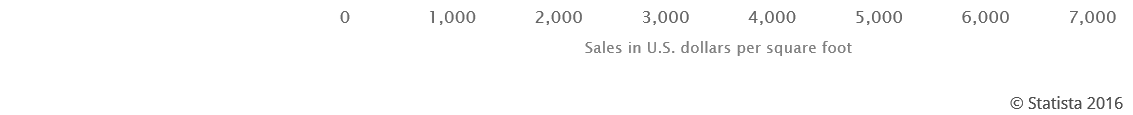 0 1,000 2,000 3,000 4,000 5,000 6,000 7,000
Sales in U.S. dollars per square foot
© Statista 2016